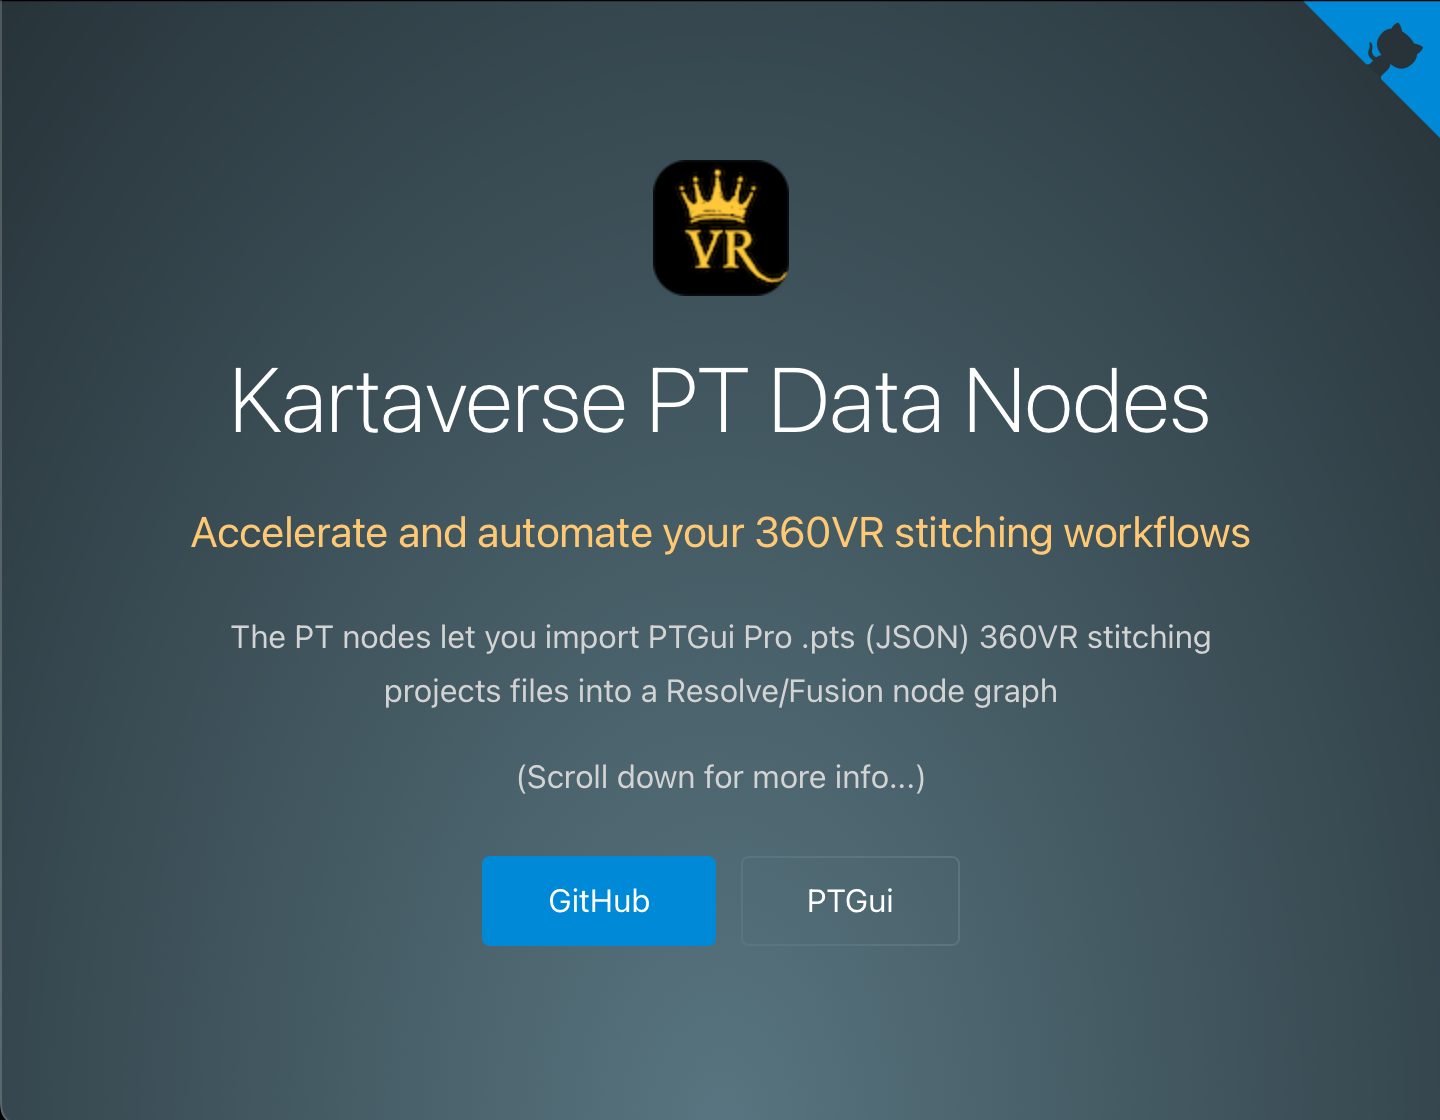 VR
Kartaverse PT Data Nodes
Accelerate and automate your 360VR stitching workflows
The PT nodes let you import PTGui Pro .pts (JSON) 360VR stitching
projects files into a Resolve/Fusion node graph
(Scroll down for more info...)
GitHub
PTGui